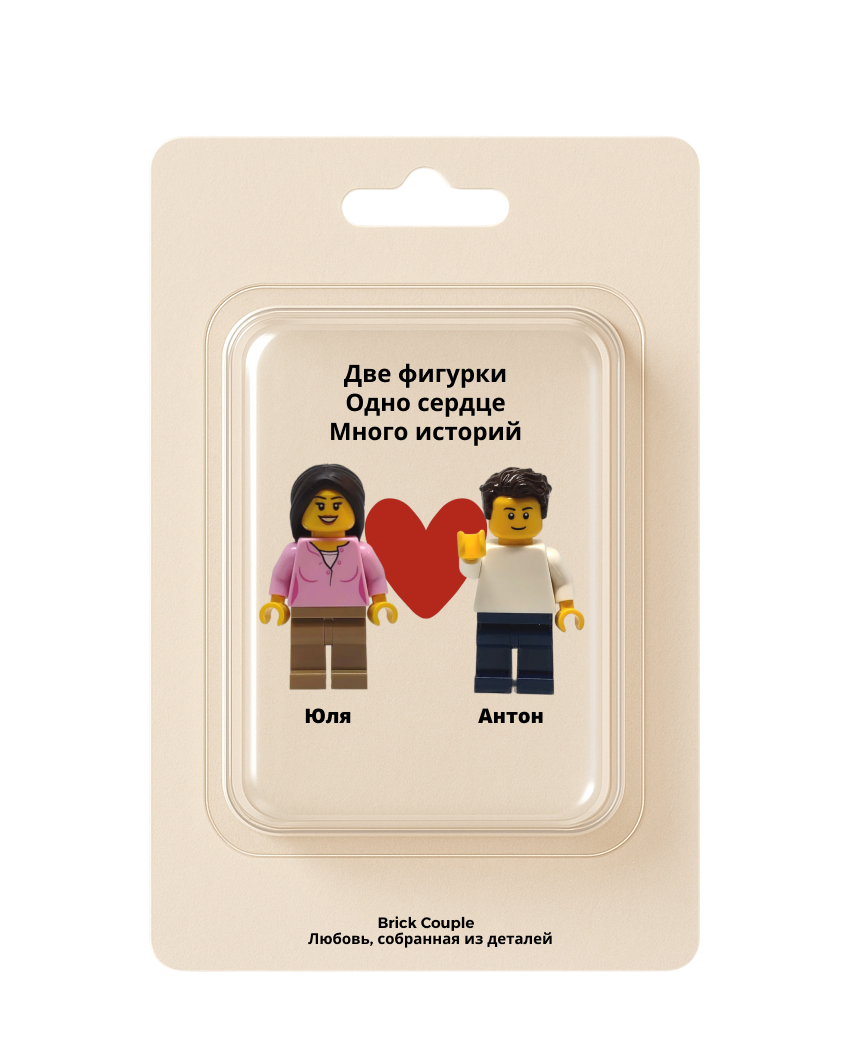 Две фигурки
Одно сердце
Много историй
Юля
Антон
Brick Couple
Любовь, собранная из деталей